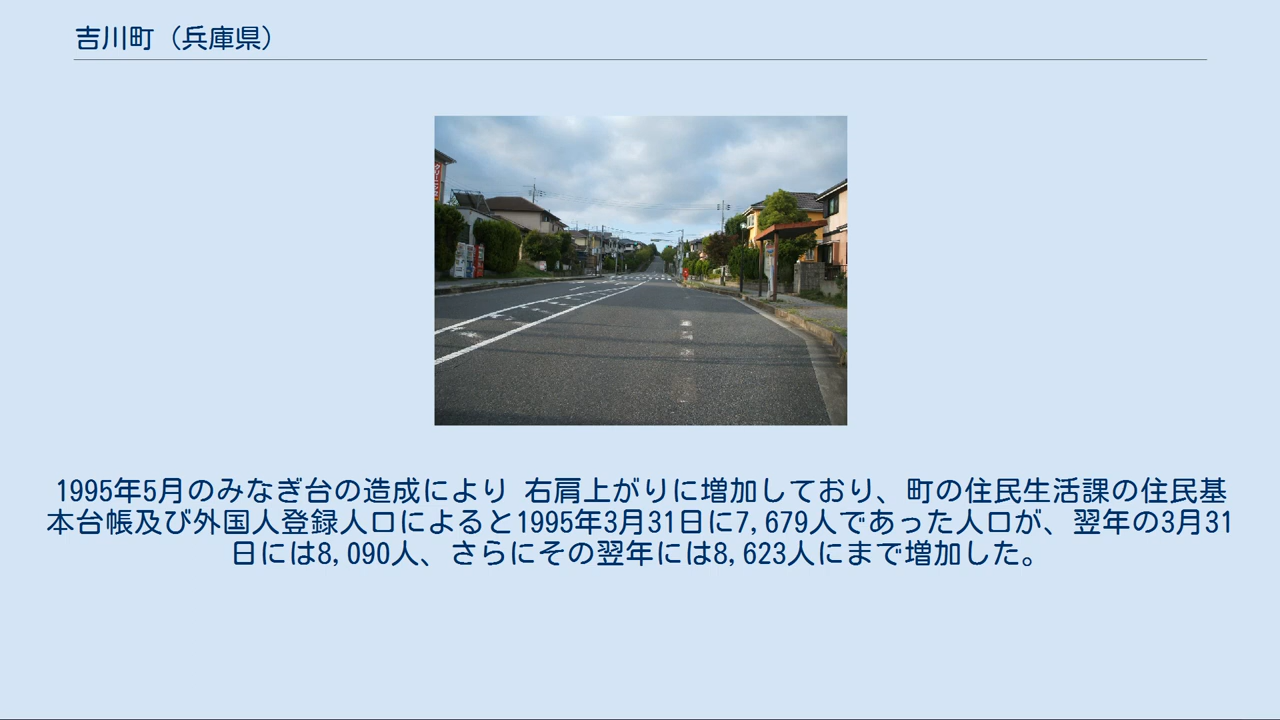 吉川町（兵庫県）
1995年5月のみなぎ台の造成により 右肩上がりに増加しており、町の住民生活課の住民基
本台帳及び外国人登録人口によると1995年3月31日に7,679人であった人口が、翌年の3月31
日には8,090人、さらにその翌年には8,623人にまで増加した。